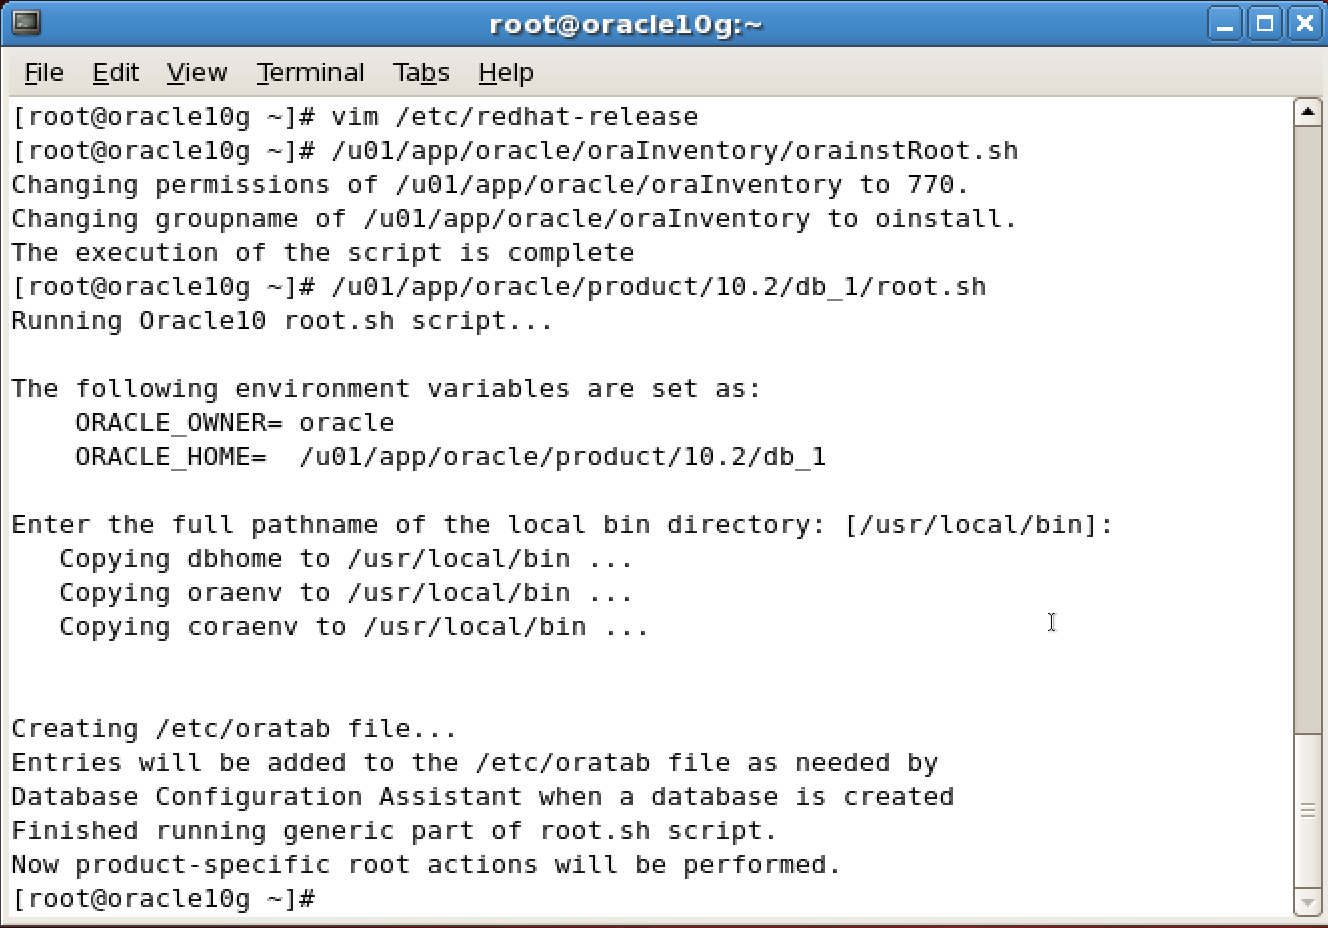 root@oracle10g:~
File Edit View Terminal Tabs Help
[root@oracle10g ~]# vim /etc/redhat-release
[root@oracle10g ~]# /u01/app/oracle/oraInventory/orainstRoot.sh
Changing permissions of /u01/app/oracle/oraInventory to 770.
Changing groupname of /u01/app/oracle/oraInventory to oinstall.
The execution of the script is complete
[root@oracle10g ~]# /u01/app/oracle/product/10.2/db_1/root.sh
Running Oracle10 root.sh script...
The following environment variables are set as:
    ORACLE_OWNER= oracle
    ORACLE_HOME=  /u01/app/oracle/product/10.2/db_1
Enter the full pathname of the local bin directory: [/usr/local/bin]:
   Copying dbhome to /usr/local/bin ...
   Copying oraenv to /usr/local/bin ...
   Copying coraenv to /usr/local/bin ...
Creating /etc/oratab file...
Entries will be added to the /etc/oratab file as needed by
Database Configuration Assistant when a database is created
Finished running generic part of root.sh script.
Now product-specific root actions will be performed.
[root@oracle10g ~]#